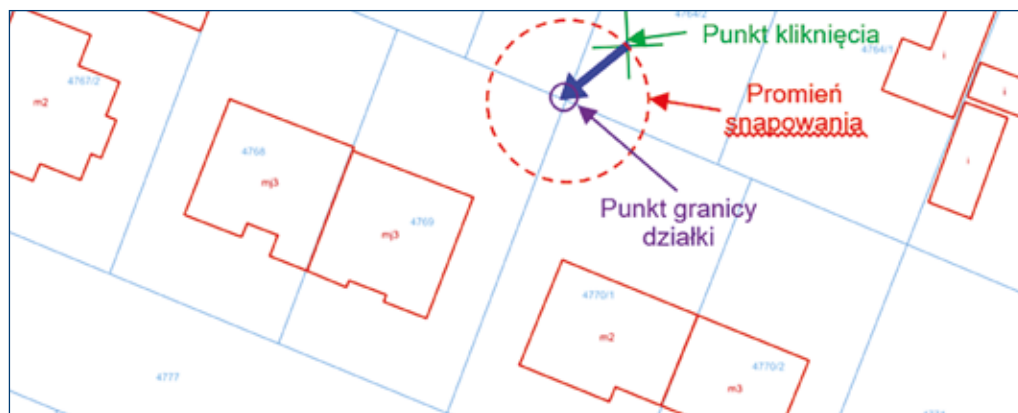 4764/2
Punkt kliknięcia
4764/1
i
4767/2
m2
Promień
snapowania
i
i
4768
mj3
4769
mj3
Punkt granicy
działki
4770/1
m2
4770/2
m3
4777